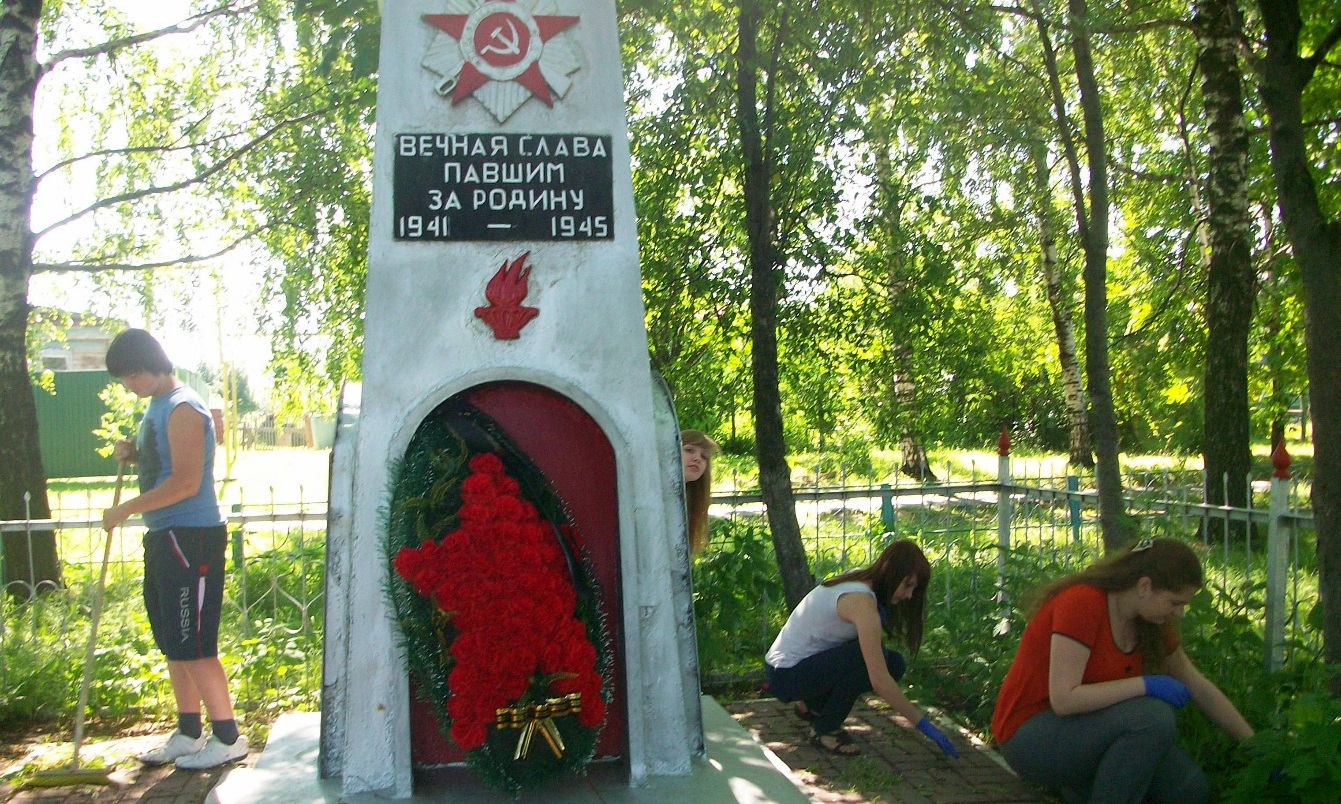 ВЕЧНАЯ СЛАВА
ПАВШИМ
ЗА РОДИНУ
1941 — 1945
RUSSIA